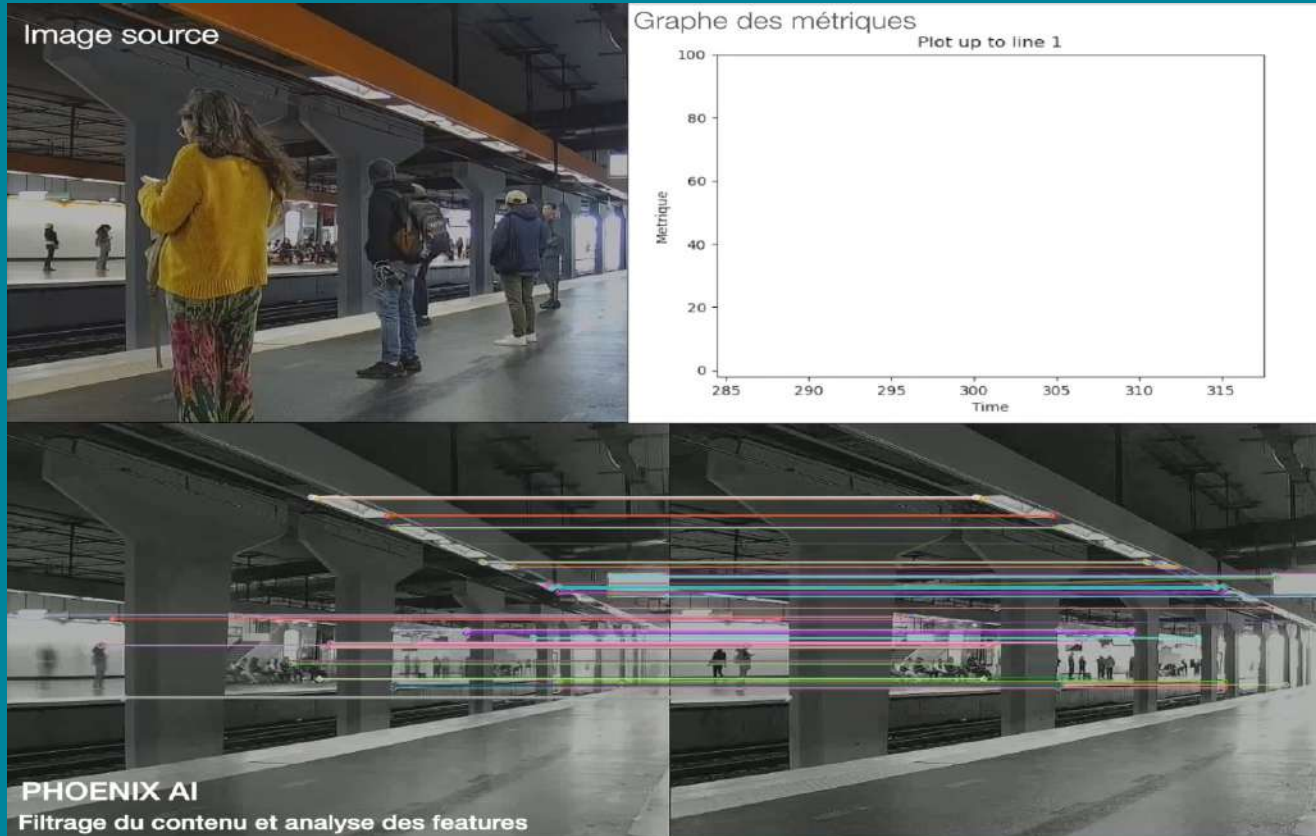 Image source
Graphe des métriques
Plot up to line 1
100
80
60
40
20
0
Metrique
285 290 295 300 305 310 315
Time
PHOENIX AI
Filtrage du contenu et analyse des features